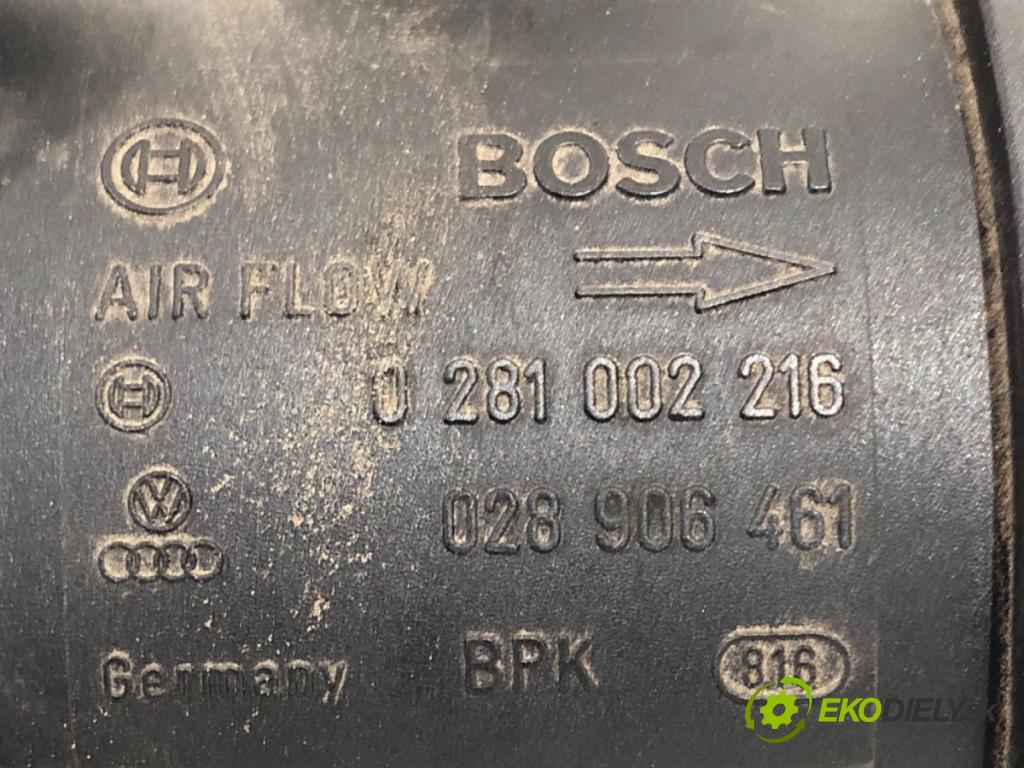 BOSCH
AIR FLOW
0 281 002 216
028 906 461
Germany BPK 816
EKODIELY.sk